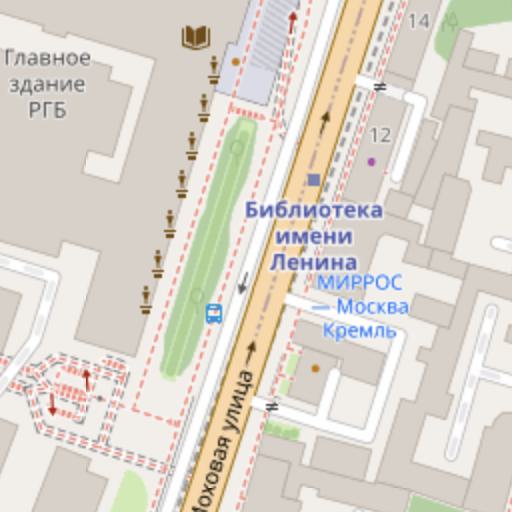 14
Главное
здание
РГБ
12
Библиотека
имени
Ленина
МИРРОС
— Москва
Кремль
Моховая улица